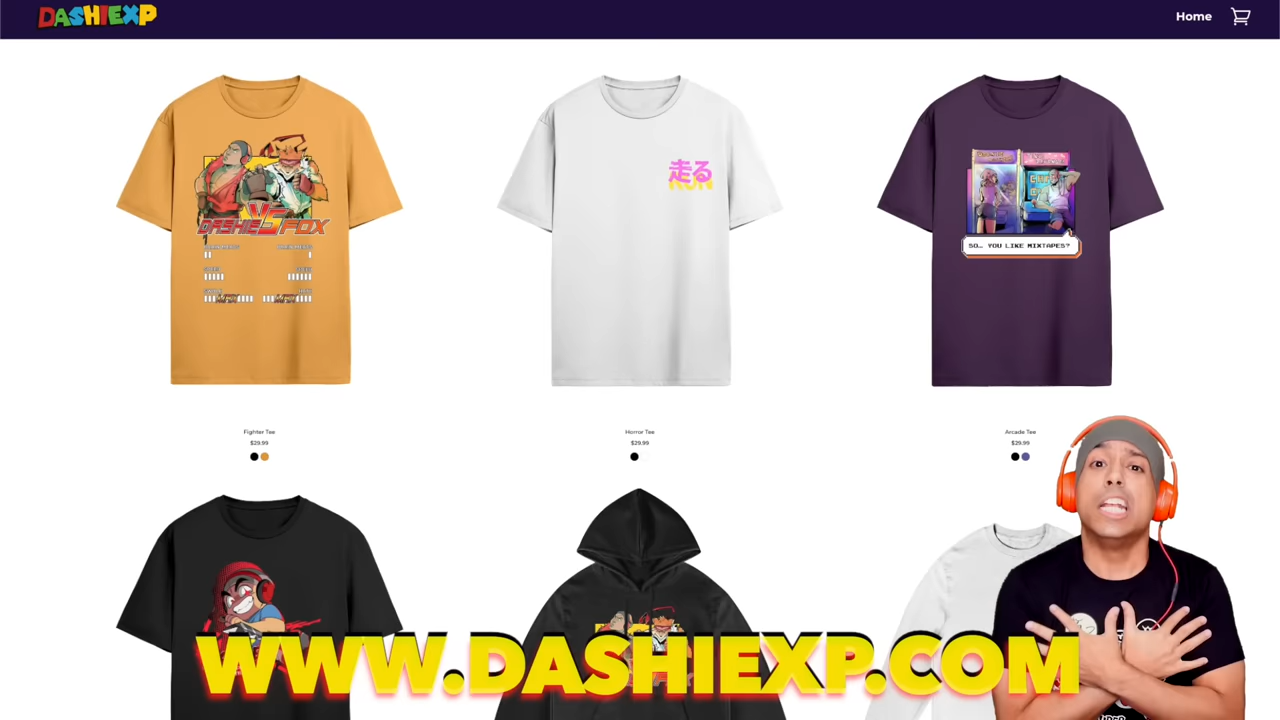 DASHIEXP
Home
走る
RUN
DASHIE VS FOX
SO... YOU LIKE MIXTAPES?
Fighter Tee
$29.99
Horror Tee
$29.99
Arcade Tee
$29.99
WWW.DASHIEXP.COM